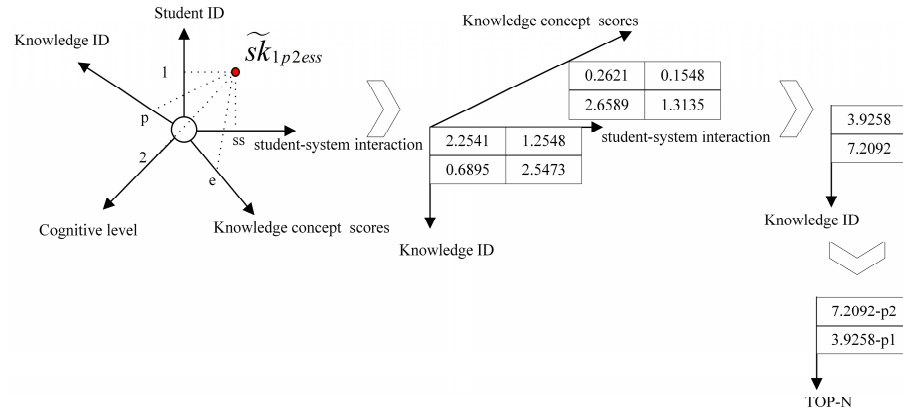 Student ID
Knowledge ID
1
s͂k̃1p2ess
p
2
ss
e
student-system interaction
Cognitive level
Knowledge concept scores
Knowledge concept scores
0.2621 0.1548
2.6589 1.3135
student-system interaction
2.2541 1.2548
0.6895 2.5473
Knowledge ID
3.9258
7.2092
Knowledge ID
7.2092-p2
3.9258-p1
TOP-N